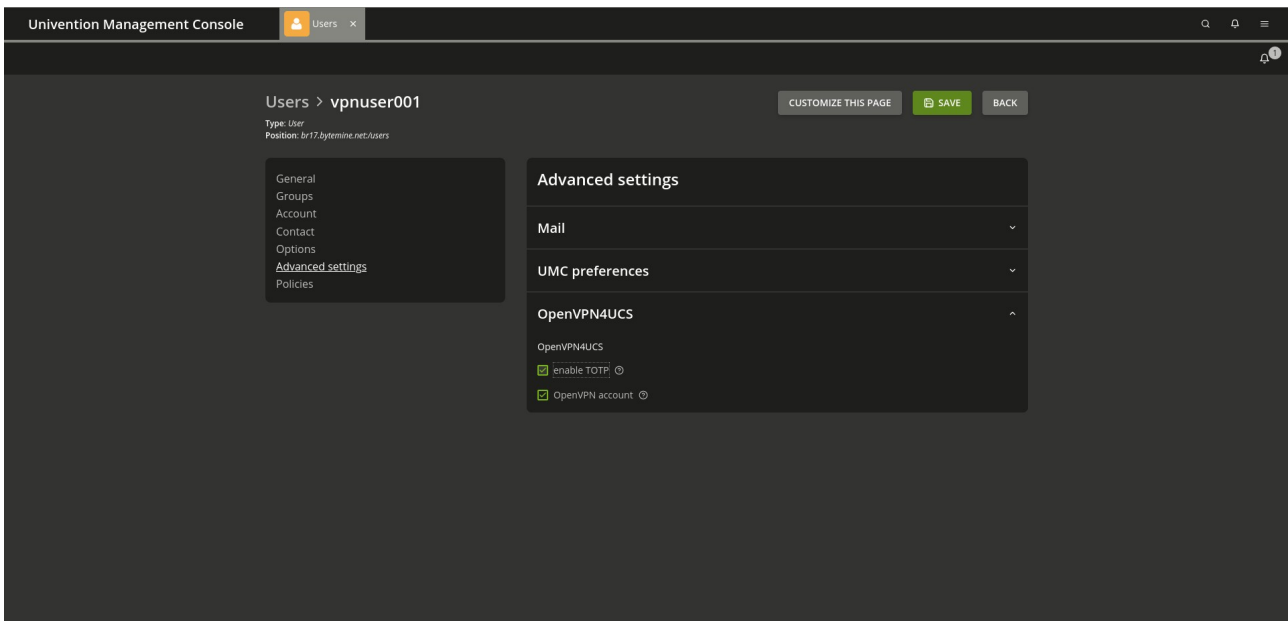 Univention Management Console
Users ×
1
Users > vpnuser001
CUSTOMIZE THIS PAGE
SAVE
BACK
Type: User
Position: br17.bytemine.net:/users
General
Groups
Account
Contact
Options
Advanced settings
Policies
Advanced settings
Mail
UMC preferences
OpenVPN4UCS
OpenVPN4UCS
enable TOTP
OpenVPN account